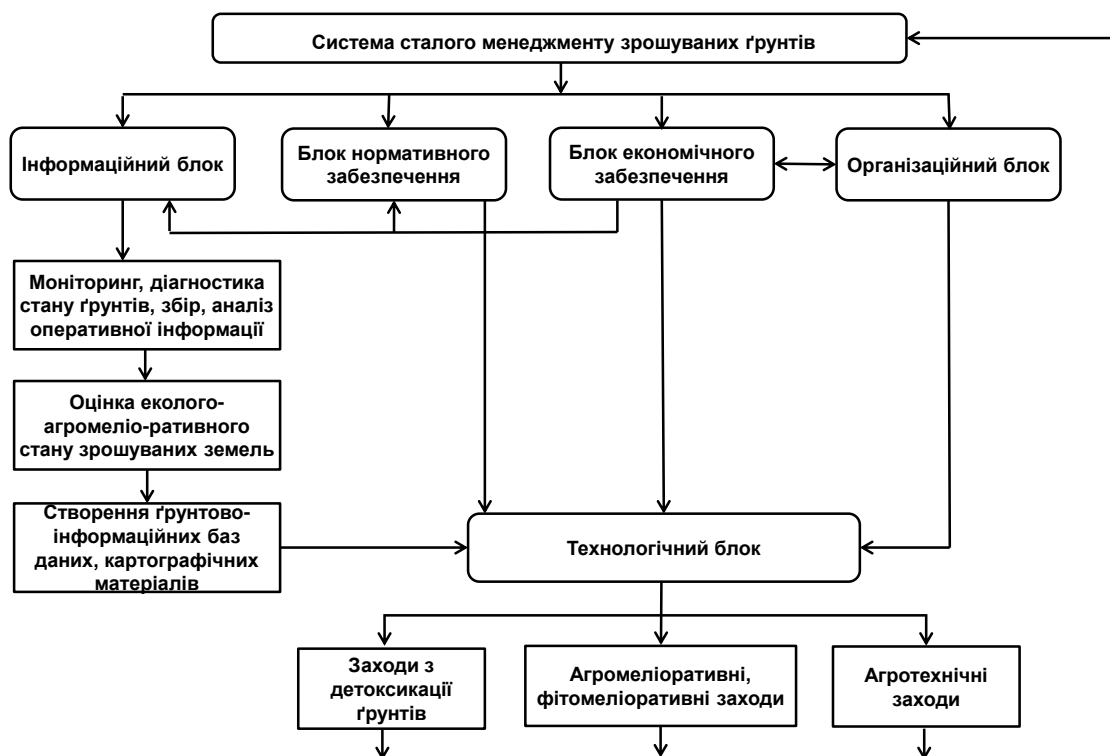 Система сталого менеджменту зрошуваних ґрунтів
Інформаційний блок
Блок нормативного
забезпечення
Блок економічного
забезпечення
Організаційний блок
Моніторинг, діагностика
стану ґрунтів, збір, аналіз
оперативної інформації
Оцінка еколого-
агромеліо-ративного
стану зрошуваних земель
Створення ґрунтово-
інформаційних баз
даних, картографічних
матеріалів
Технологічний блок
Заходи з
детоксикації
ґрунтів
Агромеліоративні,
фітомеліоративні заходи
Агротехнічні
заходи